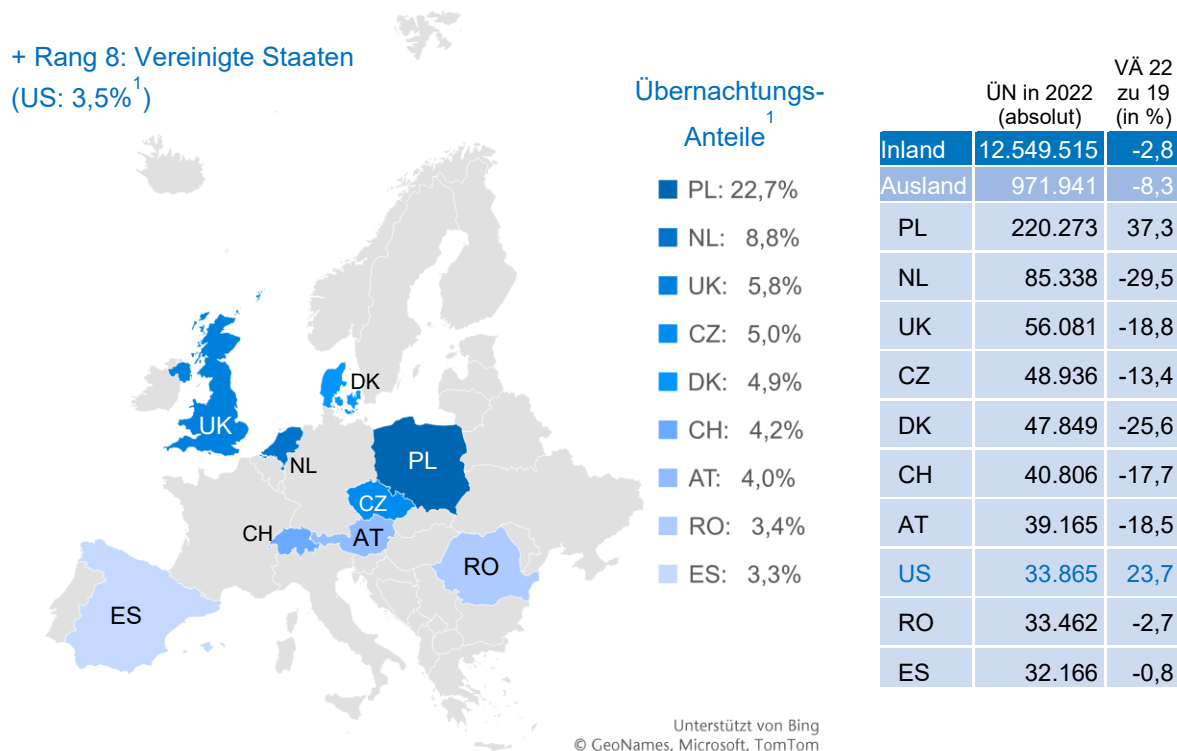 + Rang 8: Vereinigte Staaten
(US: 3,5%1)
DK
UK
NL
PL
CZ
CH
AT
RO
ES
Übernachtungs-
Anteile1
PL: 22,7%
NL: 8,8%
UK: 5,8%
CZ: 5,0%
DK: 4,9%
CH: 4,2%
AT: 4,0%
RO: 3,4%
ES: 3,3%
Unterstützt von Bing
© GeoNames, Microsoft, TomTom
ÜN in 2022 (absolut) VÄ 22 zu 19 (in %)
Inland 12.549.515 -2,8
Ausland 971.941 -8,3
PL 220.273 37,3
NL 85.338 -29,5
UK 56.081 -18,8
CZ 48.936 -13,4
DK 47.849 -25,6
CH 40.806 -17,7
AT 39.165 -18,5
US 33.865 23,7
RO 33.462 -2,7
ES 32.166 -0,8